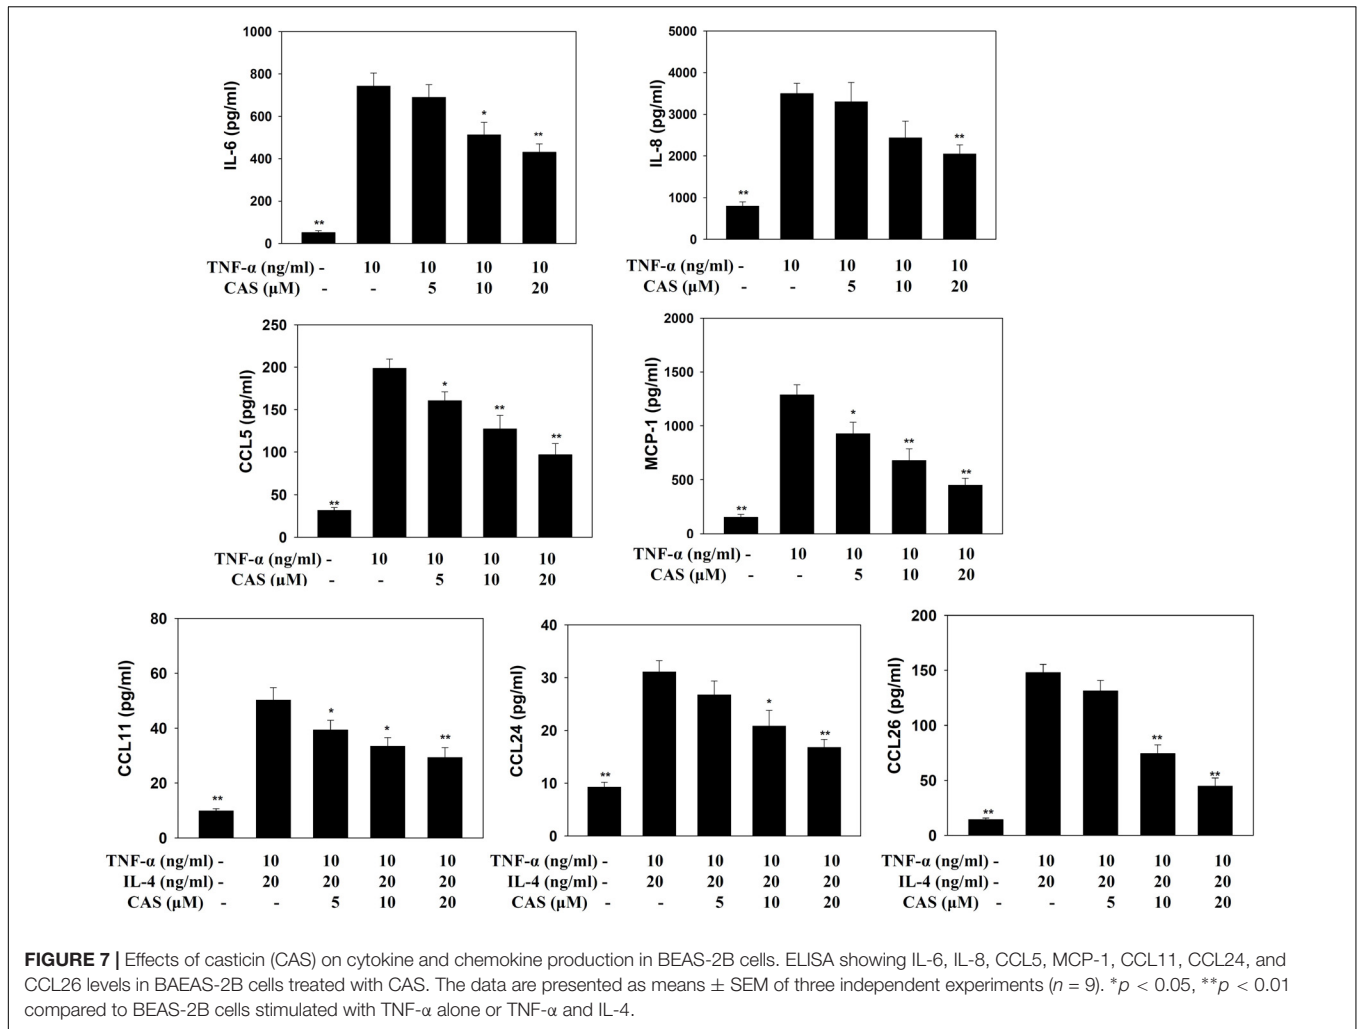 1000
800
600
400
200
0
IL-6 (pg/ml)
**
*
**
TNF-α (ng/ml) - 10 10 10 10
CAS (μM) - - 5 10 20
5000
4000
3000
2000
1000
0
IL-8 (pg/ml)
**
**
TNF-α (ng/ml) - 10 10 10 10
CAS (μM) - - 5 10 20
250
200
150
100
50
0
CCL5 (pg/ml)
**
*
**
**
TNF-α (ng/ml) - 10 10 10 10
CAS (μM) - - 5 10 20
2000
1500
1000
500
0
MCP-1 (pg/ml)
**
*
**
**
TNF-α (ng/ml) - 10 10 10 10
CAS (μM) - - 5 10 20
80
60
40
20
0
CCL11 (pg/ml)
**
*
*
**
TNF-α (ng/ml) - 10 10 10 10
IL-4 (ng/ml) - 20 20 20 20
CAS (μM) - - 5 10 20
40
30
20
10
0
CCL24 (pg/ml)
**
*
**
TNF-α (ng/ml) - 10 10 10 10
IL-4 (ng/ml) - 20 20 20 20
CAS (μM) - - 5 10 20
200
150
100
50
0
CCL26 (pg/ml)
**
**
**
TNF-α (ng/ml) - 10 10 10 10
IL-4 (ng/ml) - 20 20 20 20
CAS (μM) - - 5 10 20
FIGURE 7 | Effects of casticin (CAS) on cytokine and chemokine production in BEAS-2B cells. ELISA showing IL-6, IL-8, CCL5, MCP-1, CCL11, CCL24, and
CCL26 levels in BAEAS-2B cells treated with CAS. The data are presented as means ± SEM of three independent experiments (n = 9). *p < 0.05, **p < 0.01
compared to BEAS-2B cells stimulated with TNF-α alone or TNF-α and IL-4.